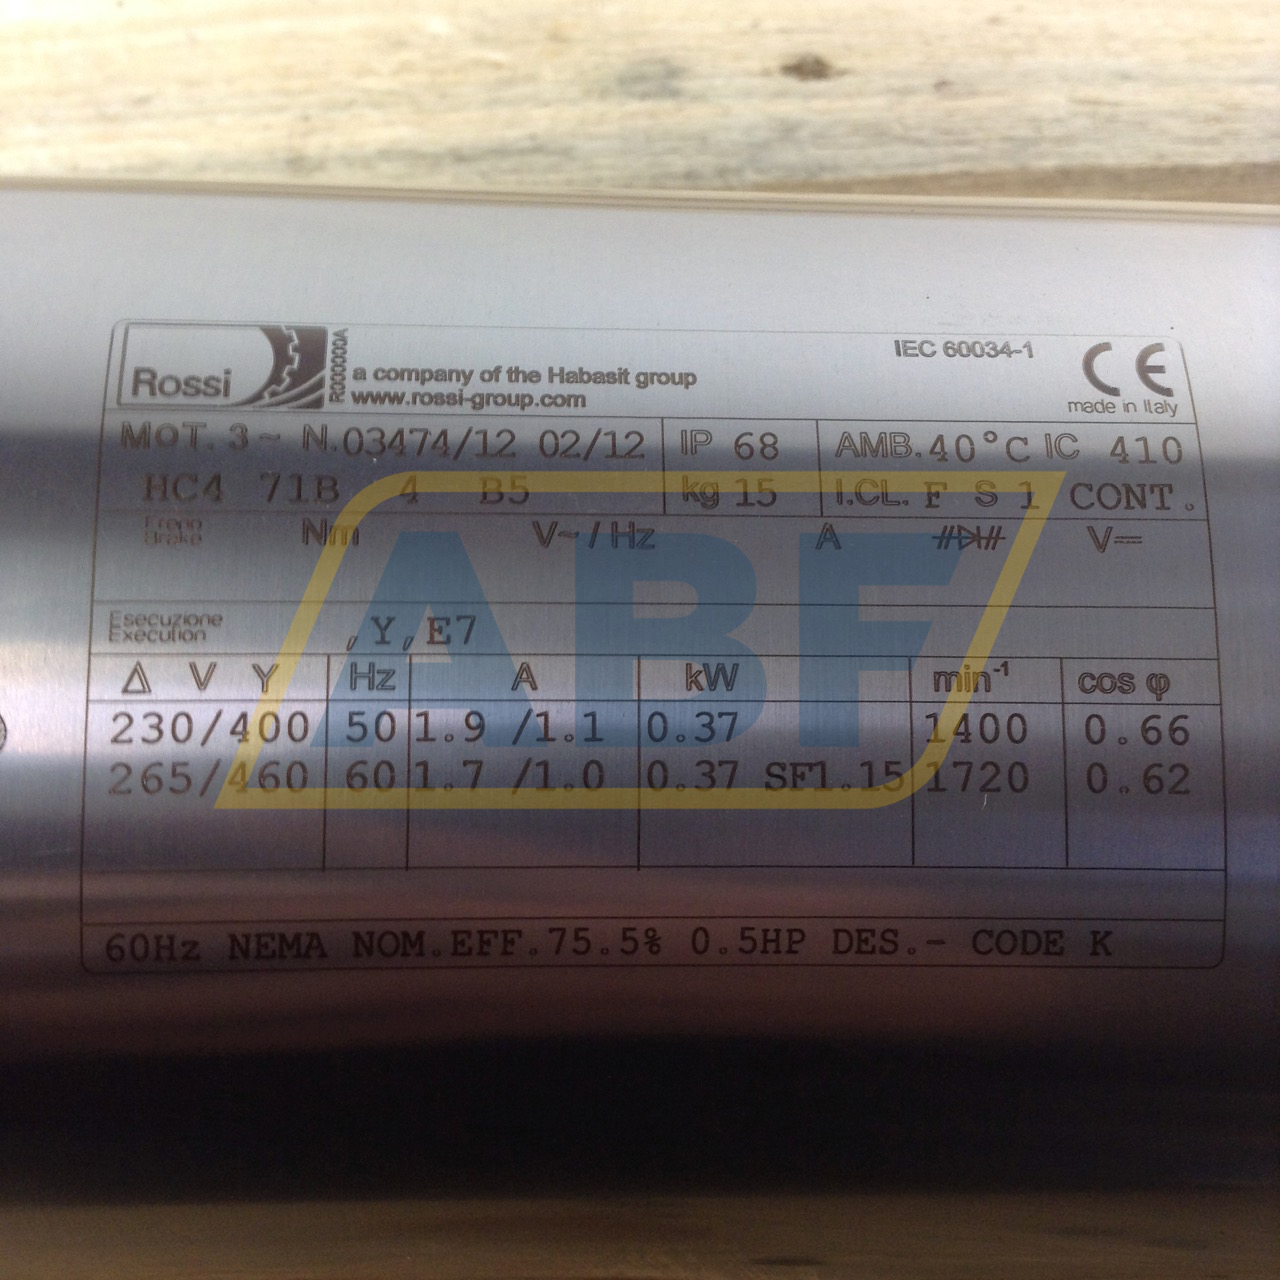 Rossi
R000000A
a company of the Habasit group
www.rossi-group.com
IEC 60034-1
CE
made in Italy
MOT. 3~ N.03474/12 02/12 IP 68 AMB.40°C IC 410
HC4 71B 4 B5 kg 15 I.CL. F S 1 CONT.
Freno
Brake Nm V~/Hz A V⎓
Esecuzione
Execution ,Y,E7
Δ V Y Hz A kW min⁻¹ cos φ
230/400 50 1.9 /1.1 0.37 1400 0.66
265/460 60 1.7 /1.0 0.37 SF1.15 1720 0.62
60Hz NEMA NOM.EFF.75.5% 0.5HP DES.- CODE K
ABF